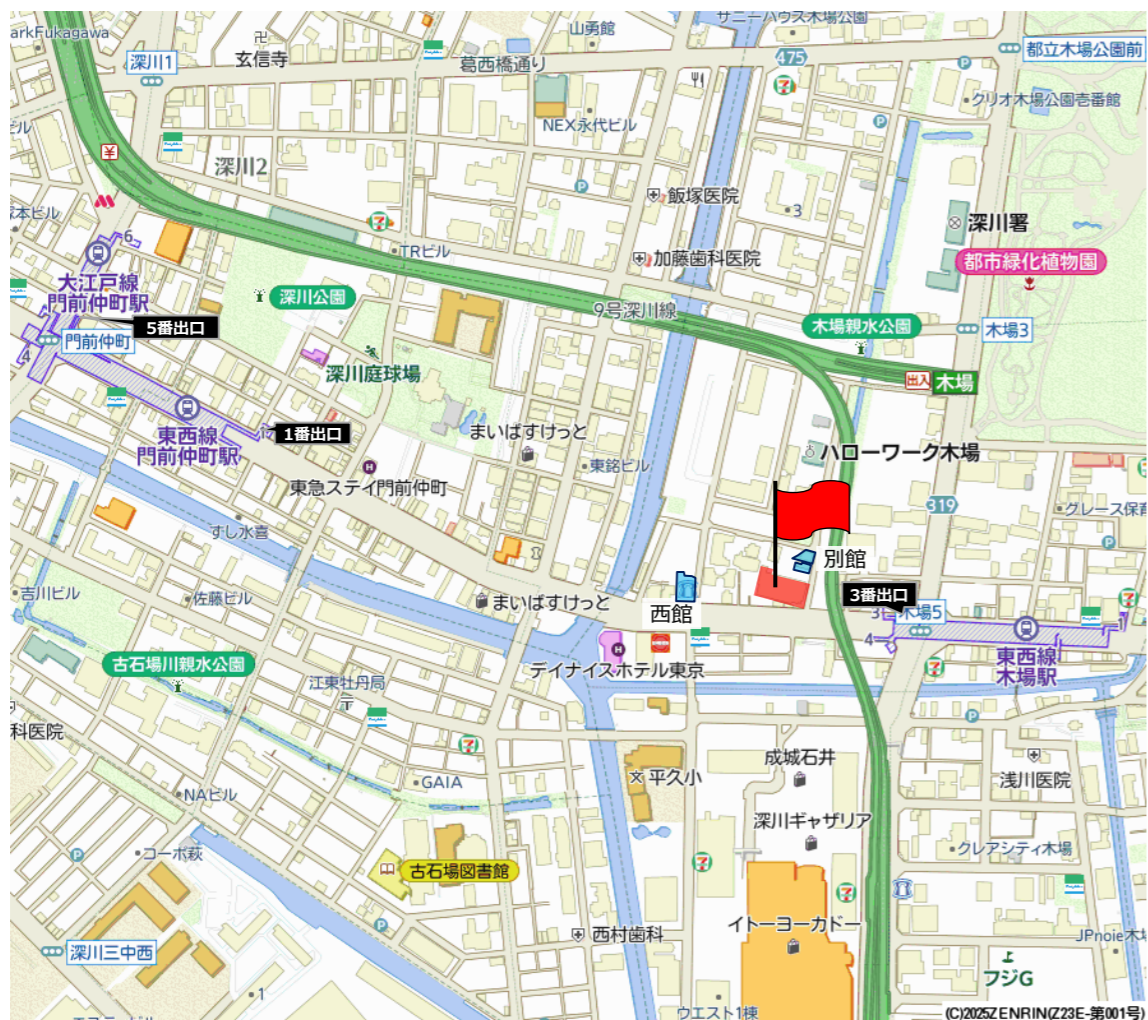 arkFukagawa
卍
玄信寺
深川1
山勇館
サニーハウス木場公園
葛西橋通り
475
都立木場公園前
P
クリオ木場公園壱番館
NEX永代ビル
P
ビル
¥
深川2
P
飯塚医院
3
深川署
塚本ビル
6
7
TRビル
加藤歯科医院
都市緑化植物園
大江戸線
門前仲町駅
深川公園
9号深川線
5番出口
木場親水公園
木場3
門前仲町
4
深川庭球場
出入
木場
東西線
門前仲町駅
1番出口
まいばすけっと
東銘ビル
ハローワーク木場
H
東急ステイ門前仲町
319
グレース保育
すし水喜
P
別館
吉川ビル
佐藤ビル
まいばすけっと
西館
3番出口
3
木場5
1
4
H
デイナイスホテル東京
東西線
木場駅
古石場川親水公園
江東牡丹局
〒
科医院
7
P
成城石井
浅川医院
GAIA
文
平久小
NAビル
深川ギャザリア
P
コーポ萩
クレアシティ木場
7
古石場図書館
7
P
イトーヨーカドー
西村歯科
JPnoie木場
深川三中西
フジG
1
ウエスト1棟
(C)2025ZENRIN(Z23E-第001号)